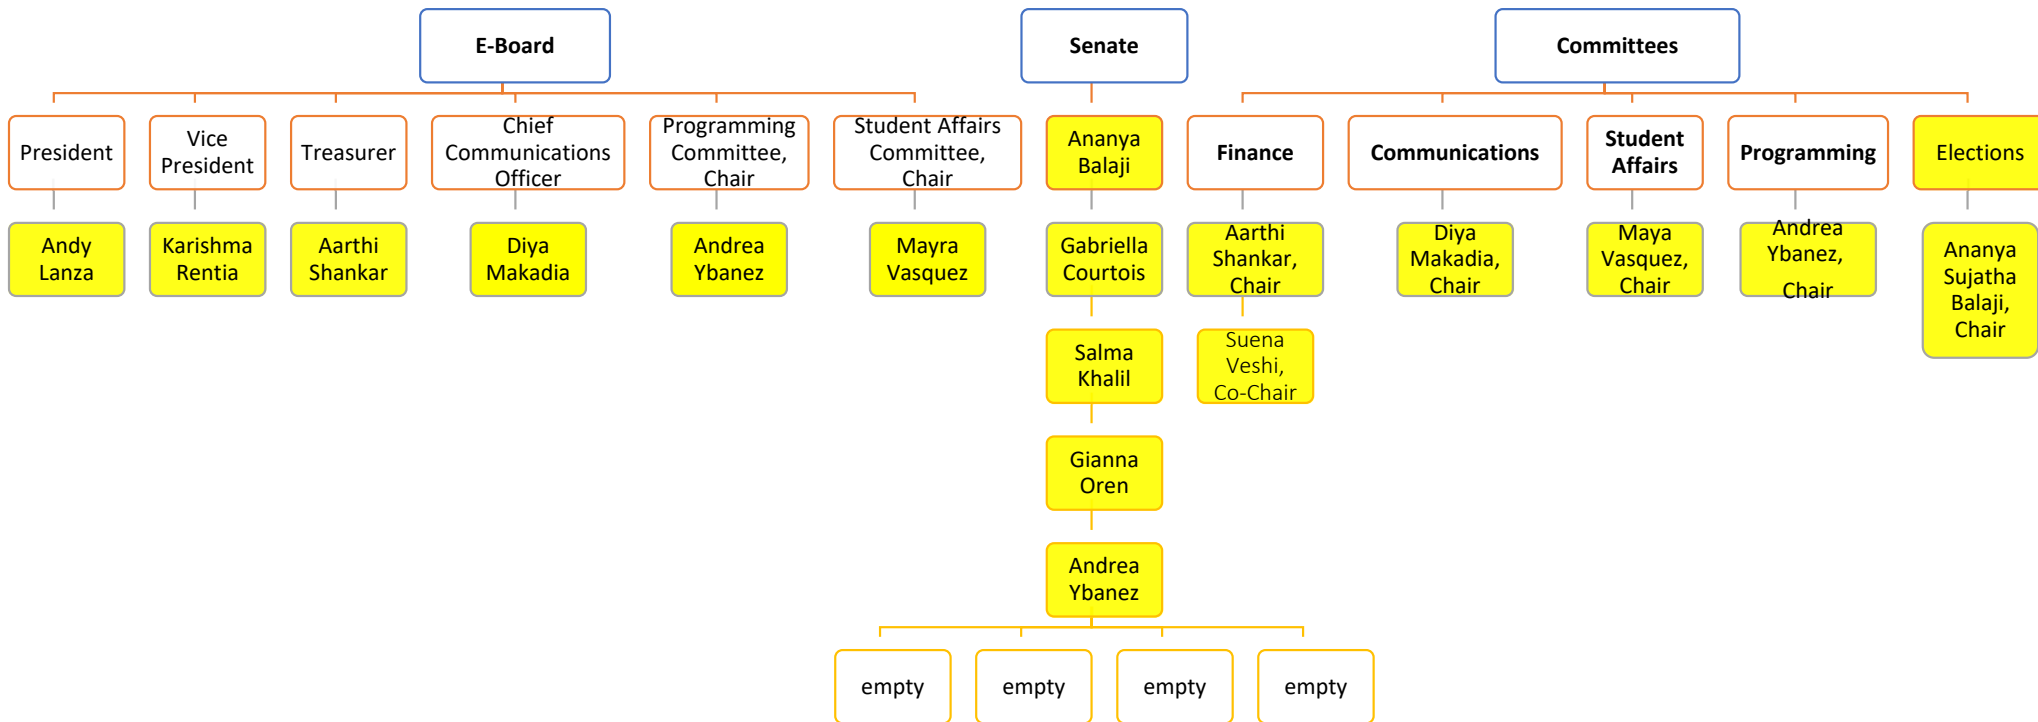 E-Board
Senate
Committees
President
Vice
President
Treasurer
Chief
Communications
Officer
Programming
Committee,
Chair
Student Affairs
Committee,
Chair
Ananya
Balaji
Finance
Communications
Student
Affairs
Programming
Elections
Andy
Lanza
Karishma
Rentia
Aarthi
Shankar
Diya
Makadia
Andrea
Ybanez
Mayra
Vasquez
Gabriella
Courtois
Aarthi
Shankar,
Chair
Diya
Makadia,
Chair
Maya
Vasquez,
Chair
Andrea
Ybanez,
Chair
Ananya
Sujatha
Balaji,
Chair
Salma
Khalil
Suena
Veshi,
Co-Chair
Gianna
Oren
Andrea
Ybanez
empty
empty
empty
empty